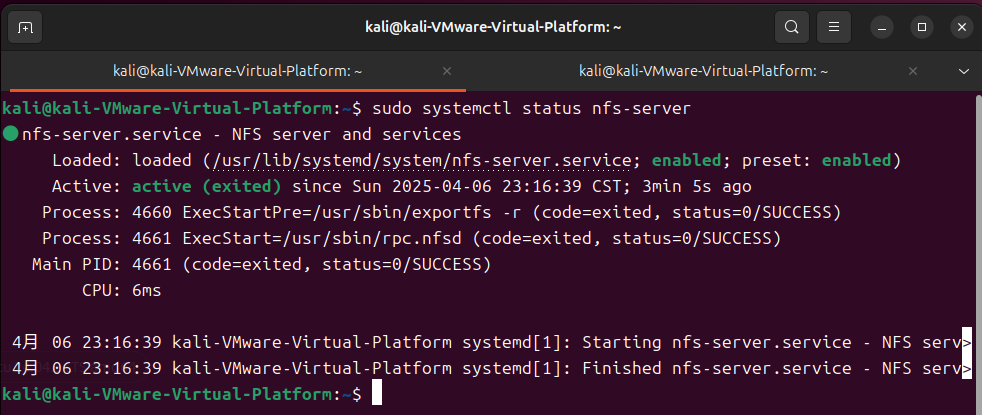 kali@kali-VMware-Virtual-Platform: ~
kali@kali-VMware-Virtual-Platform: ~
kali@kali-VMware-Virtual-Platform: ~
kali@kali-VMware-Virtual-Platform:~$ sudo systemctl status nfs-server
nfs-server.service - NFS server and services
Loaded: loaded (/usr/lib/systemd/system/nfs-server.service; enabled; preset: enabled)
Active: active (exited) since Sun 2025-04-06 23:16:39 CST; 3min 5s ago
Process: 4660 ExecStartPre=/usr/sbin/exportfs -r (code=exited, status=0/SUCCESS)
Process: 4661 ExecStart=/usr/sbin/rpc.nfsd (code=exited, status=0/SUCCESS)
Main PID: 4661 (code=exited, status=0/SUCCESS)
CPU: 6ms
4月 06 23:16:39 kali-VMware-Virtual-Platform systemd[1]: Starting nfs-server.service - NFS serv>
4月 06 23:16:39 kali-VMware-Virtual-Platform systemd[1]: Finished nfs-server.service - NFS serv>
kali@kali-VMware-Virtual-Platform:~$